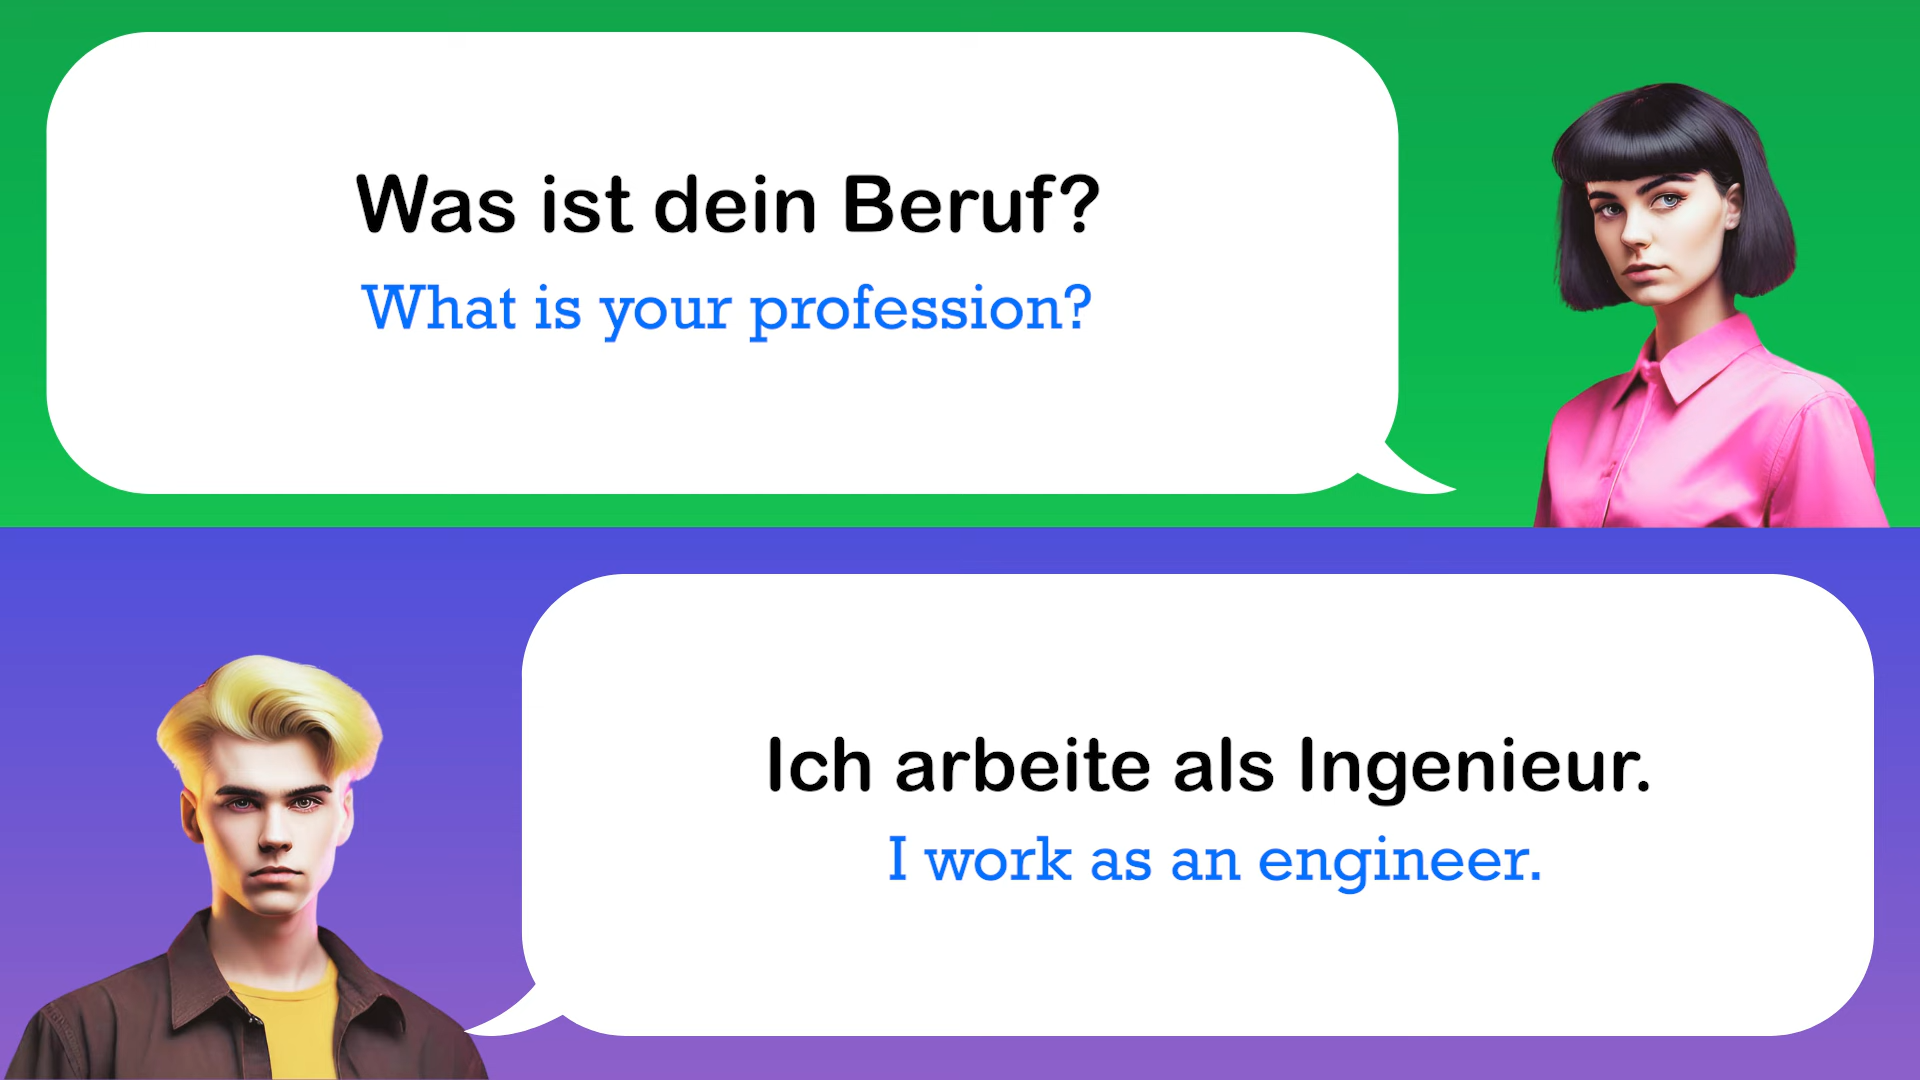 Was ist dein Beruf?
What is your profession?
Ich arbeite als Ingenieur.
I work as an engineer.